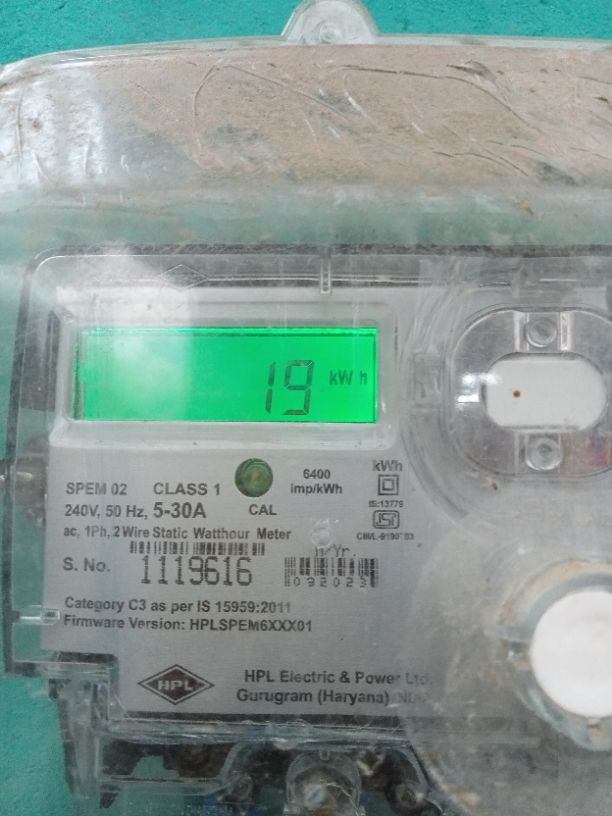 19 kWh
SPEM 02 CLASS 1
240V, 50 Hz, 5-30A
CAL
6400
imp/kWh
kWh
IS:13779
ac, 1Ph, 2 Wire Static Watthour Meter
S. No. 1119616
092023
Category C3 as per IS 15959:2011
Firmware Version: HPLSPEM6XXX01
HPL
HPL Electric & Power Ltd.
Gurugram (Haryana)